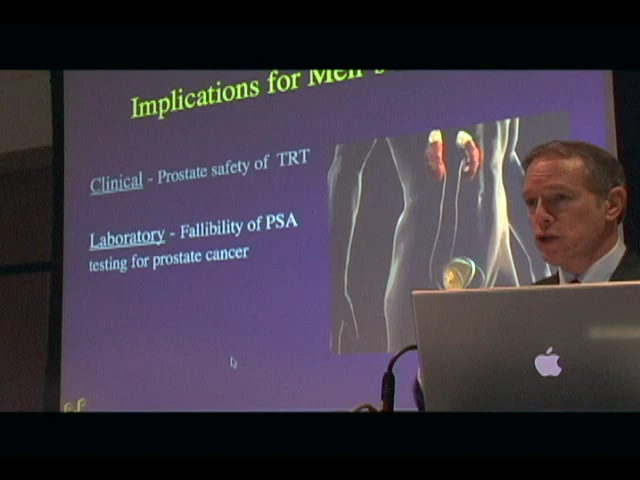 Implications for Men's
Clinical - Prostate safety of TRT
Laboratory - Fallibility of PSA
testing for prostate cancer